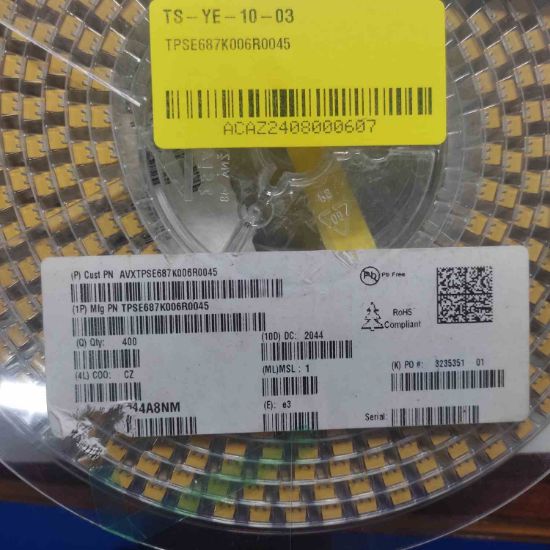 TS-YE-10-03
TPSE687K006R0045
ACAZ2408000607
(P) Cust PN AVXTPSE687K006R0045
Pb Pb Free
(1P) Mfg PN TPSE687K006R0045
RoHS
Compliant
(Q) Qty: 400
(10D) DC: 2044
(4L) COO: CZ
(ML)MSL : 1
(K) PO #: 3235351 01
44A8NM
(E): e3
Serial: